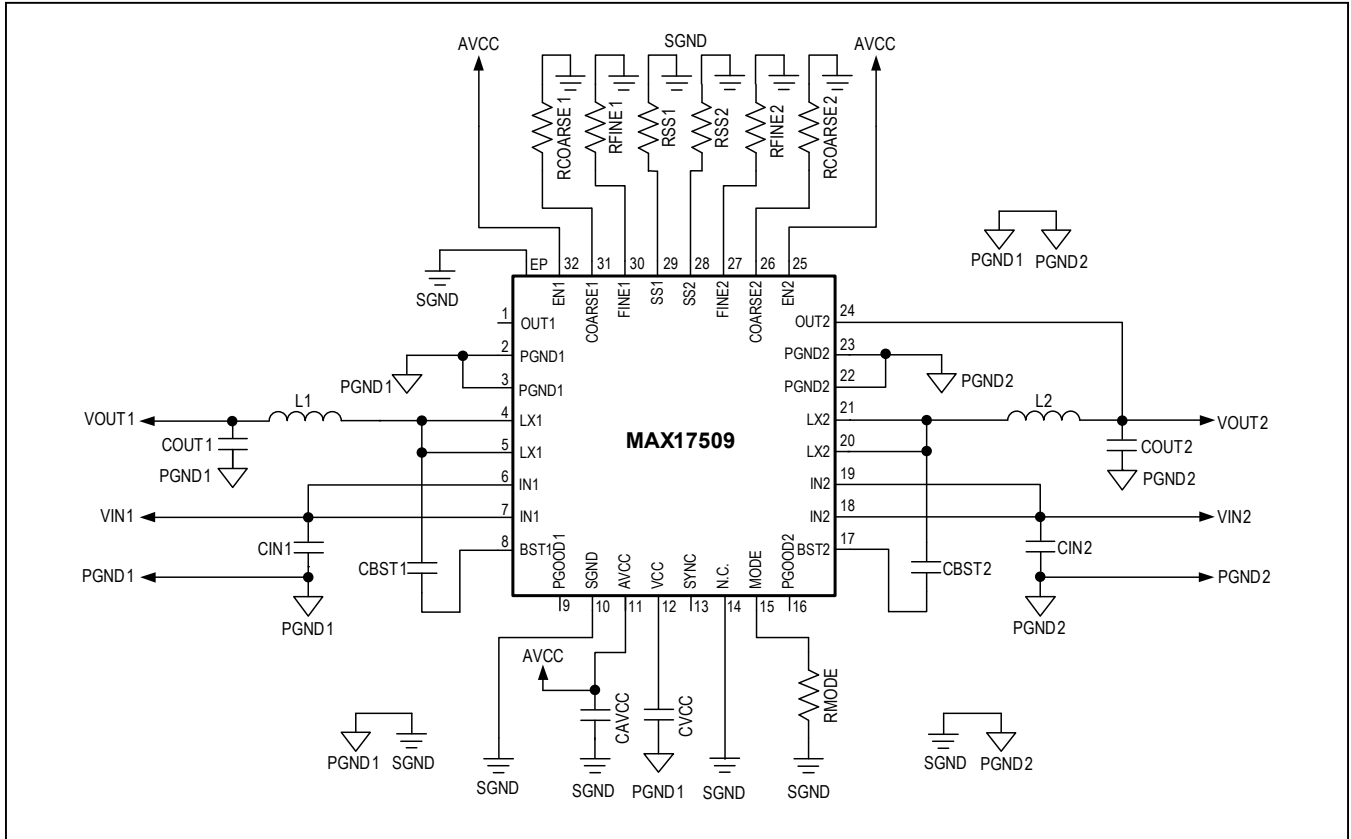 AVCC
SGND
AVCC
RCOARSE1
RFINE1
RSS1
RSS2
RFINE2
RCOARSE2
PGND1
PGND2
SGND
EP
32
31
30
29
28
27
26
25
EN1
COARSE1
FINE1
SS1
SS2
FINE2
COARSE2
EN2
1
OUT1
OUT2
24
2
PGND1
PGND2
23
PGND1
3
PGND1
PGND2
22
PGND2
VOUT1
L1
4
LX1
MAX17509
LX2
21
L2
VOUT2
COUT1
PGND1
5
LX1
LX2
20
COUT2
PGND2
6
IN1
IN2
19
VIN1
7
IN1
IN2
18
VIN2
CIN1
8
BST1
BST2
17
CIN2
PGND1
CBST1
CBST2
PGND2
PGOOD1
SGND
AVCC
VCC
SYNC
N.C.
MODE
PGOOD2
9
10
11
12
13
14
15
16
PGND1
PGND2
AVCC
CAVCC
CVCC
RMODE
PGND1
SGND
SGND
PGND2
SGND
SGND
PGND1
SGND
SGND